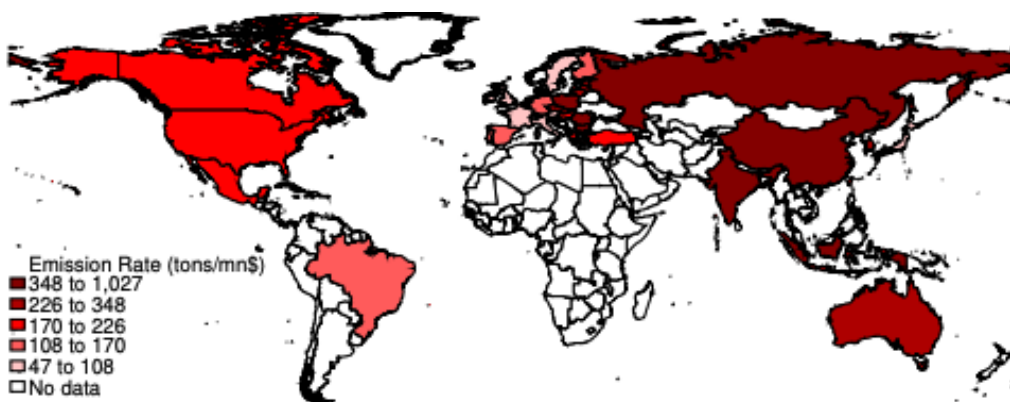 Emission Rate (tons/mn$)
348 to 1,027
226 to 348
170 to 226
108 to 170
47 to 108
No data